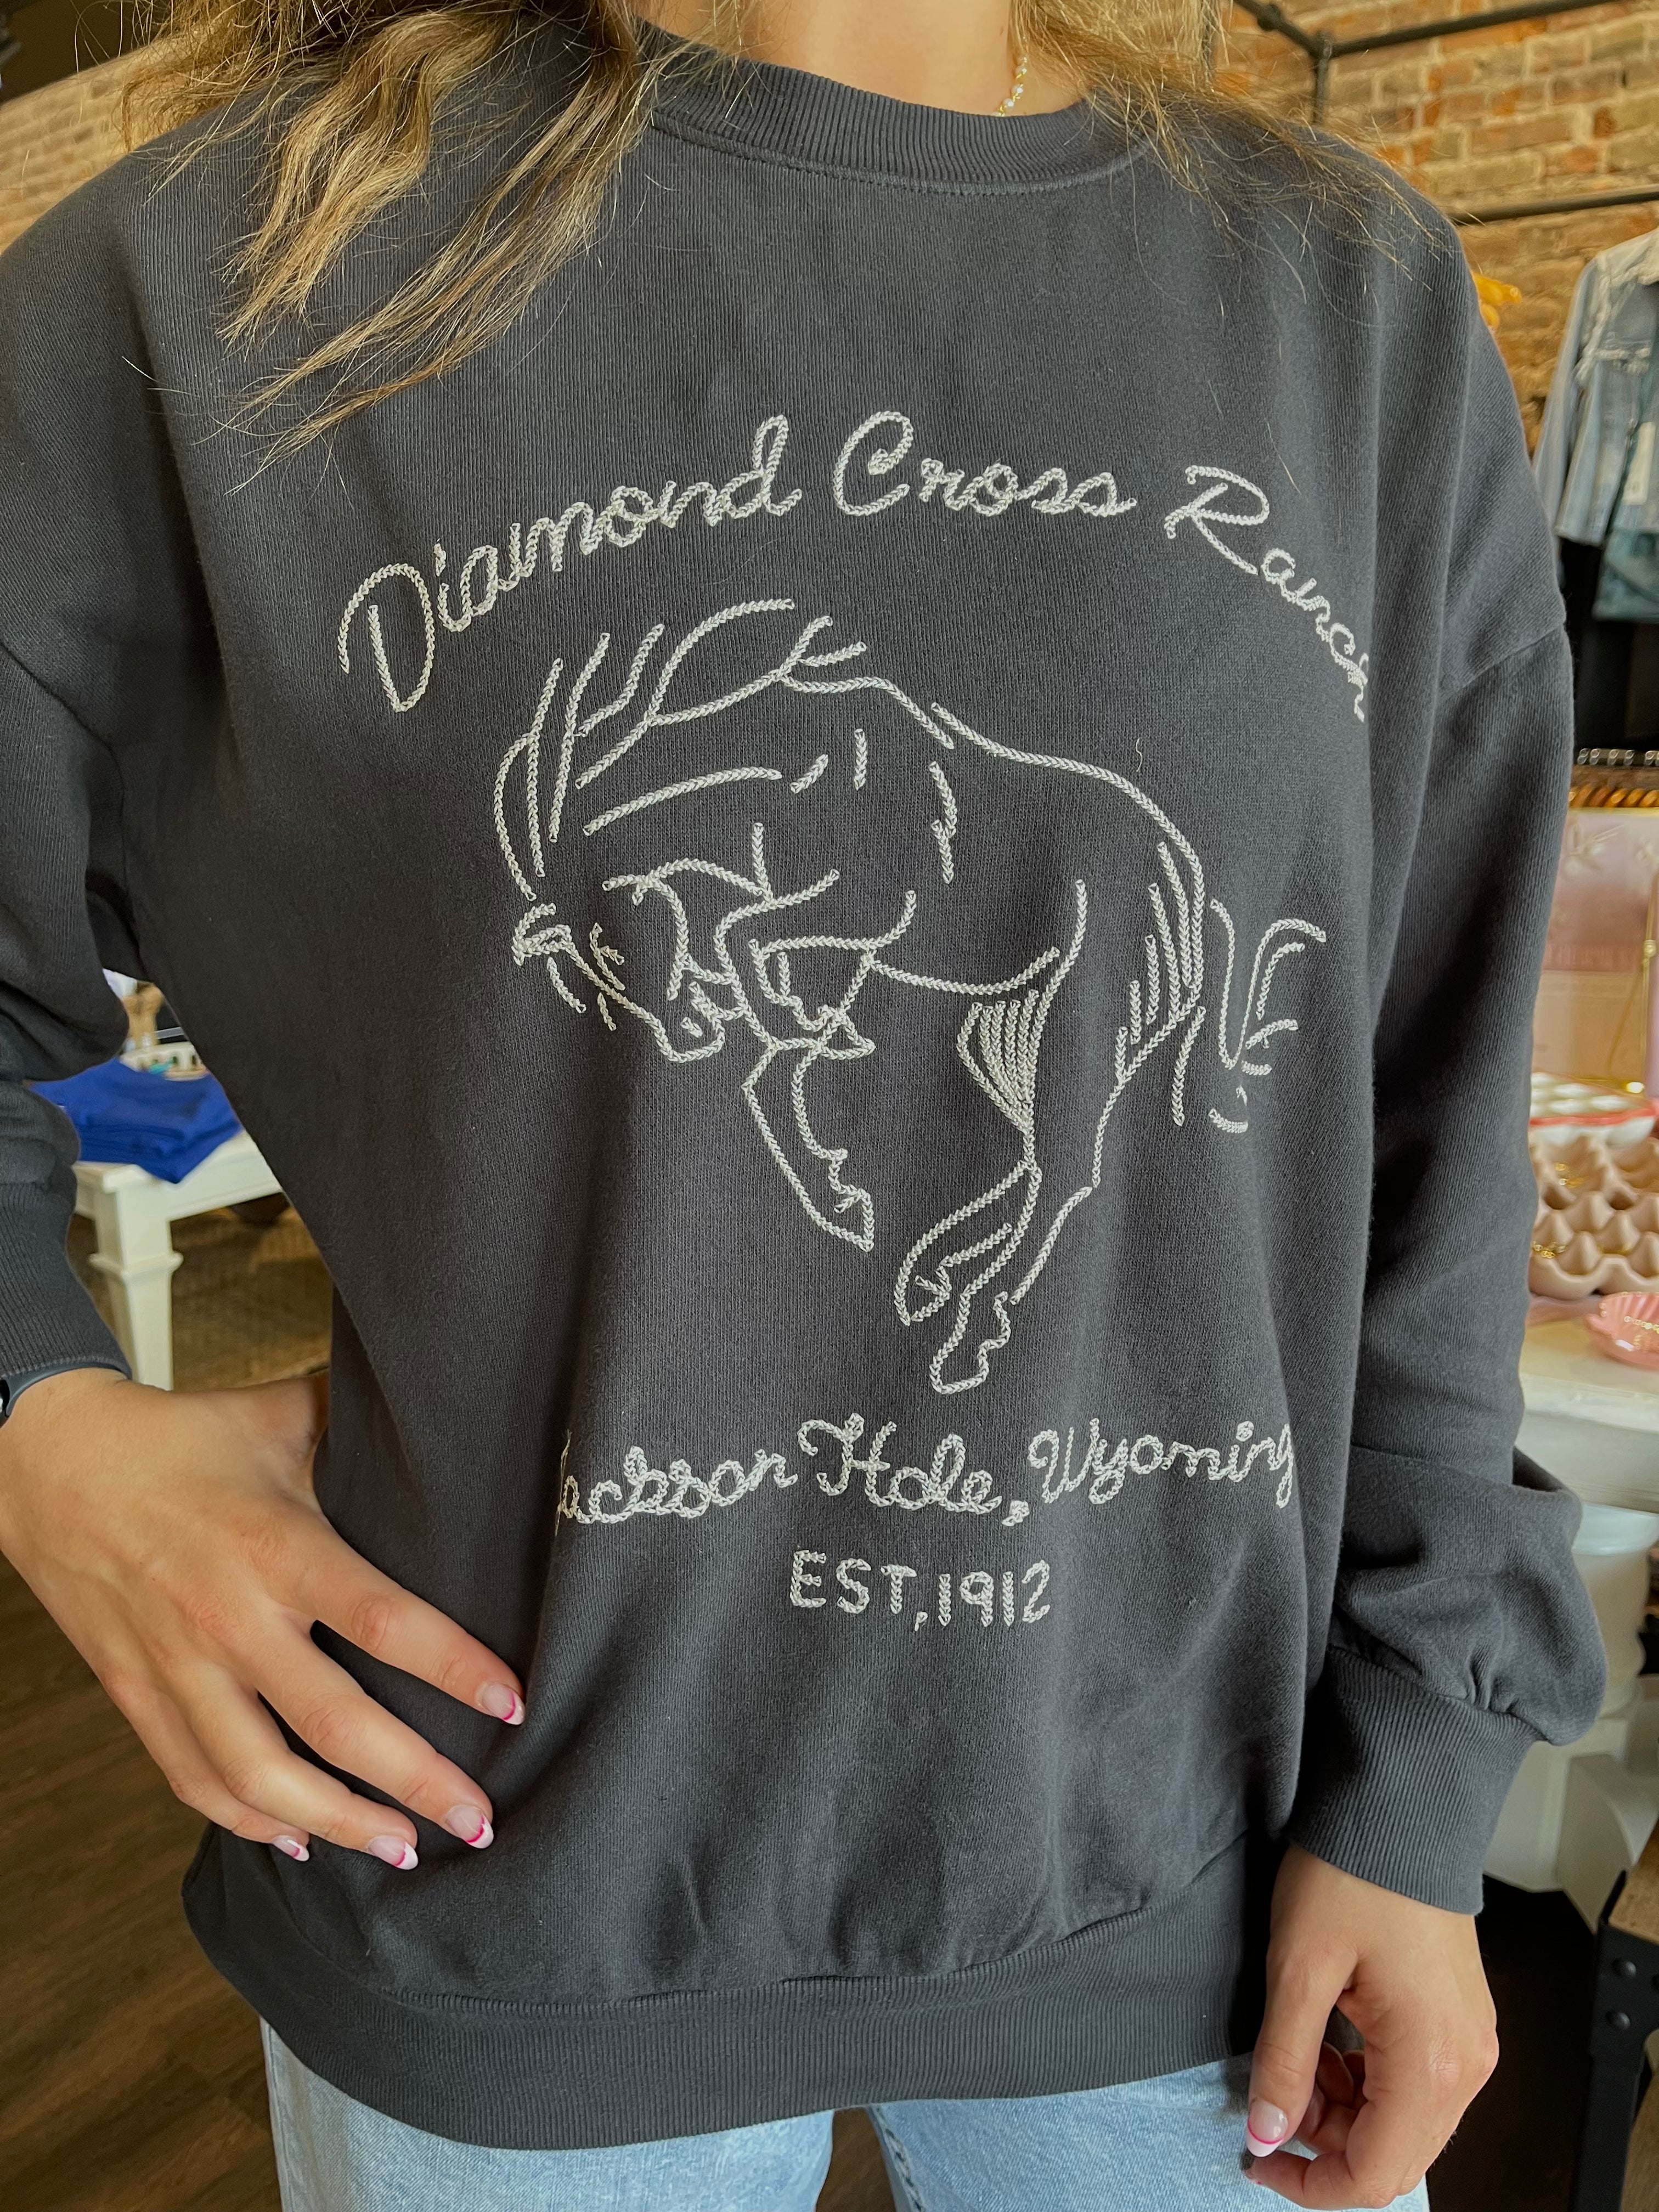 Diamond Cross Ranch
Jackson Hole, Wyoming
EST, 1912